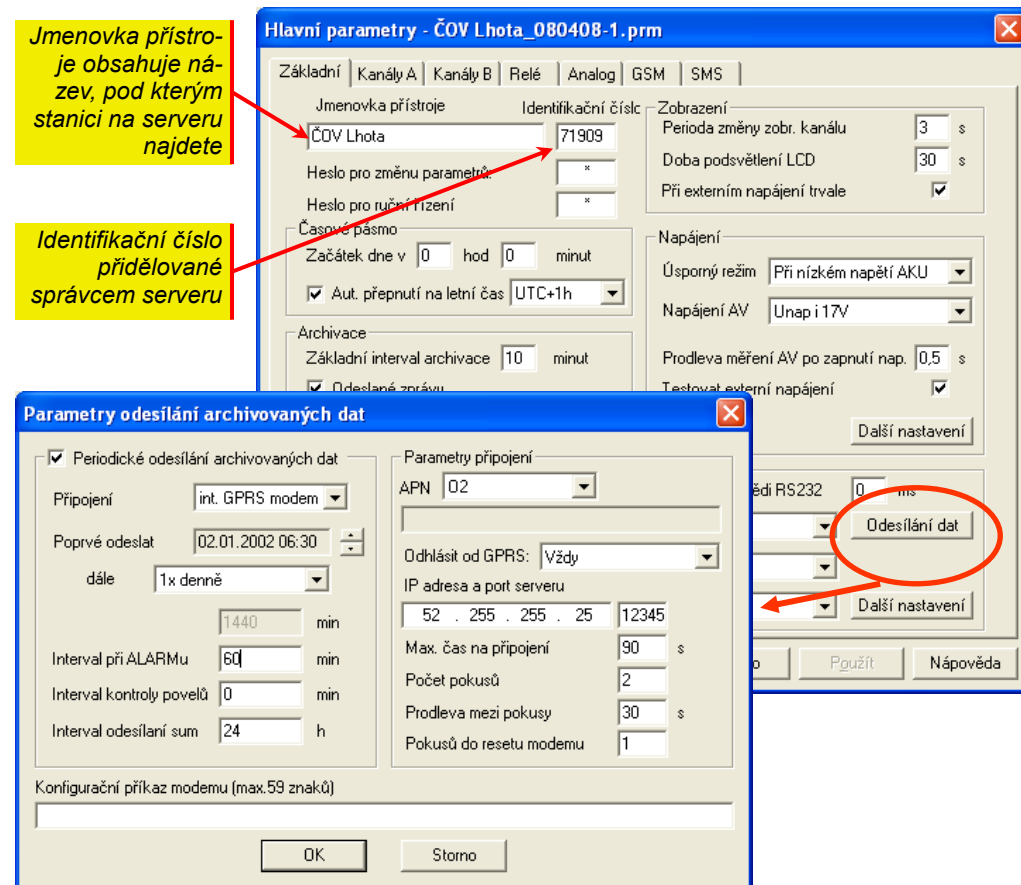 Jmenovka přístro-
je obsahuje ná-
zev, pod kterým
stanici na serveru
najdete
Identifikační číslo
přidělované
správcem serveru
Hlavní parametry - ČOV Lhota_080408-1.prm
Základní Kanály A Kanály B Relé Analog GSM SMS
Jmenovka přístroje Identifikační číslo
ČOV Lhota 71909
Heslo pro změnu parametrů: *
Heslo pro ruční řízení *
Časové pásmo
Začátek dne v 0 hod 0 minut
Aut. přepnutí na letní čas UTC+1h
Archivace
Základní interval archivace 10 minut
Odeslané zprávy
Zobrazení
Perioda změny zobr. kanálu 3 s
Doba podsvětlení LCD 30 s
Při externím napájení trvale
Napájení
Úsporný režim Při nízkém napětí AKU
Napájení AV Unap i 17V
Prodleva měření AV po zapnutí nap. 0,5 s
Testovat externí napájení
Další nastavení
ědi RS232 0 ms
Odesílání dat
Další nastavení
o Použít Nápověda
Parametry odesílání archivovaných dat
Periodické odesílání archivovaných dat
Připojení int. GPRS modem
Poprvé odeslat 02.01.2002 06:30
dále 1x denně
1440 min
Interval při ALARMu 60 min
Interval kontroly povelů 0 min
Interval odesílaní sum 24 h
Parametry připojení
APN O2
Odhlásit od GPRS: Vždy
IP adresa a port serveru
52 . 255 . 255 . 25 12345
Max. čas na připojení 90 s
Počet pokusů 2
Prodleva mezi pokusy 30 s
Pokusů do resetu modemu 1
Konfigurační příkaz modemu (max.59 znaků)
OK Storno